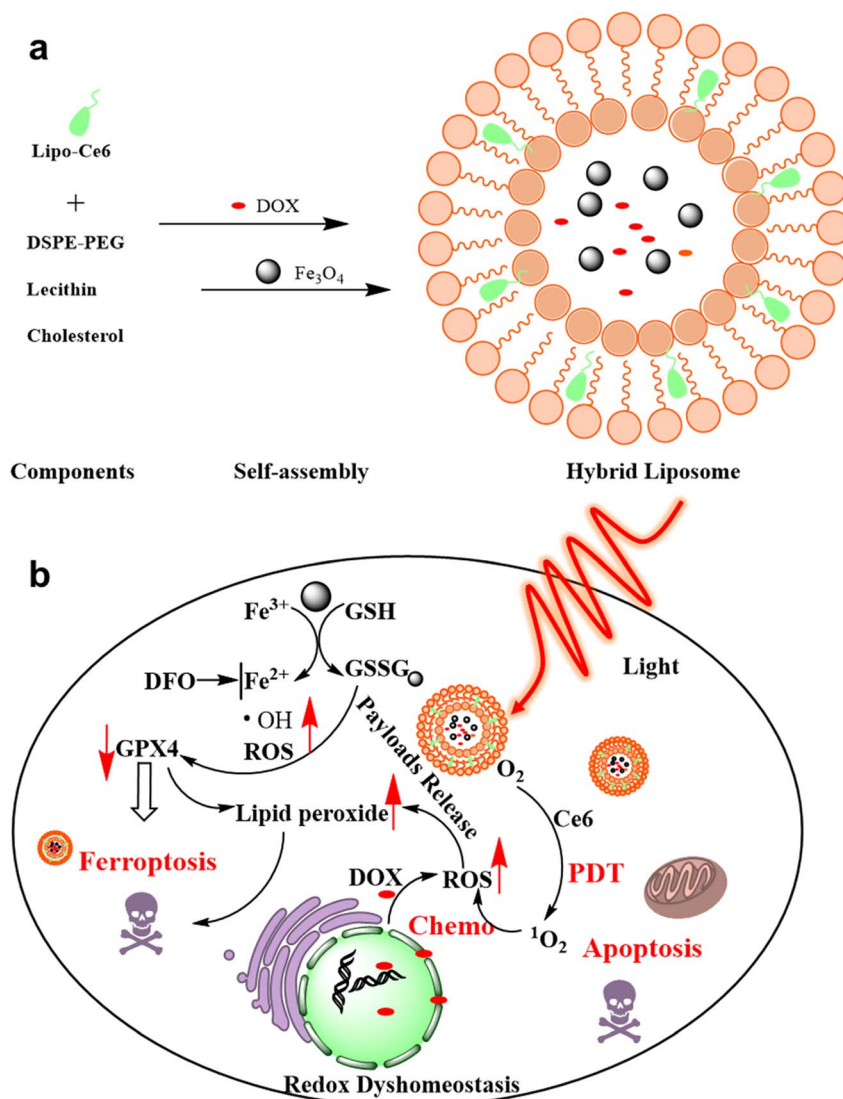 a
Lipo-Ce6
+
DSPE-PEG
Lecithin
Cholesterol
DOX
Fe₃O₄
Components
Self-assembly
Hybrid Liposome
b
Fe³⁺
GSH
DFO
Fe²⁺
GSSG
• OH
ROS
GPX4
Lipid peroxide
Ferroptosis
Payloads Release
Light
O₂
Ce6
PDT
¹O₂
Apoptosis
DOX
ROS
Chemo
Redox Dyshomeostasis